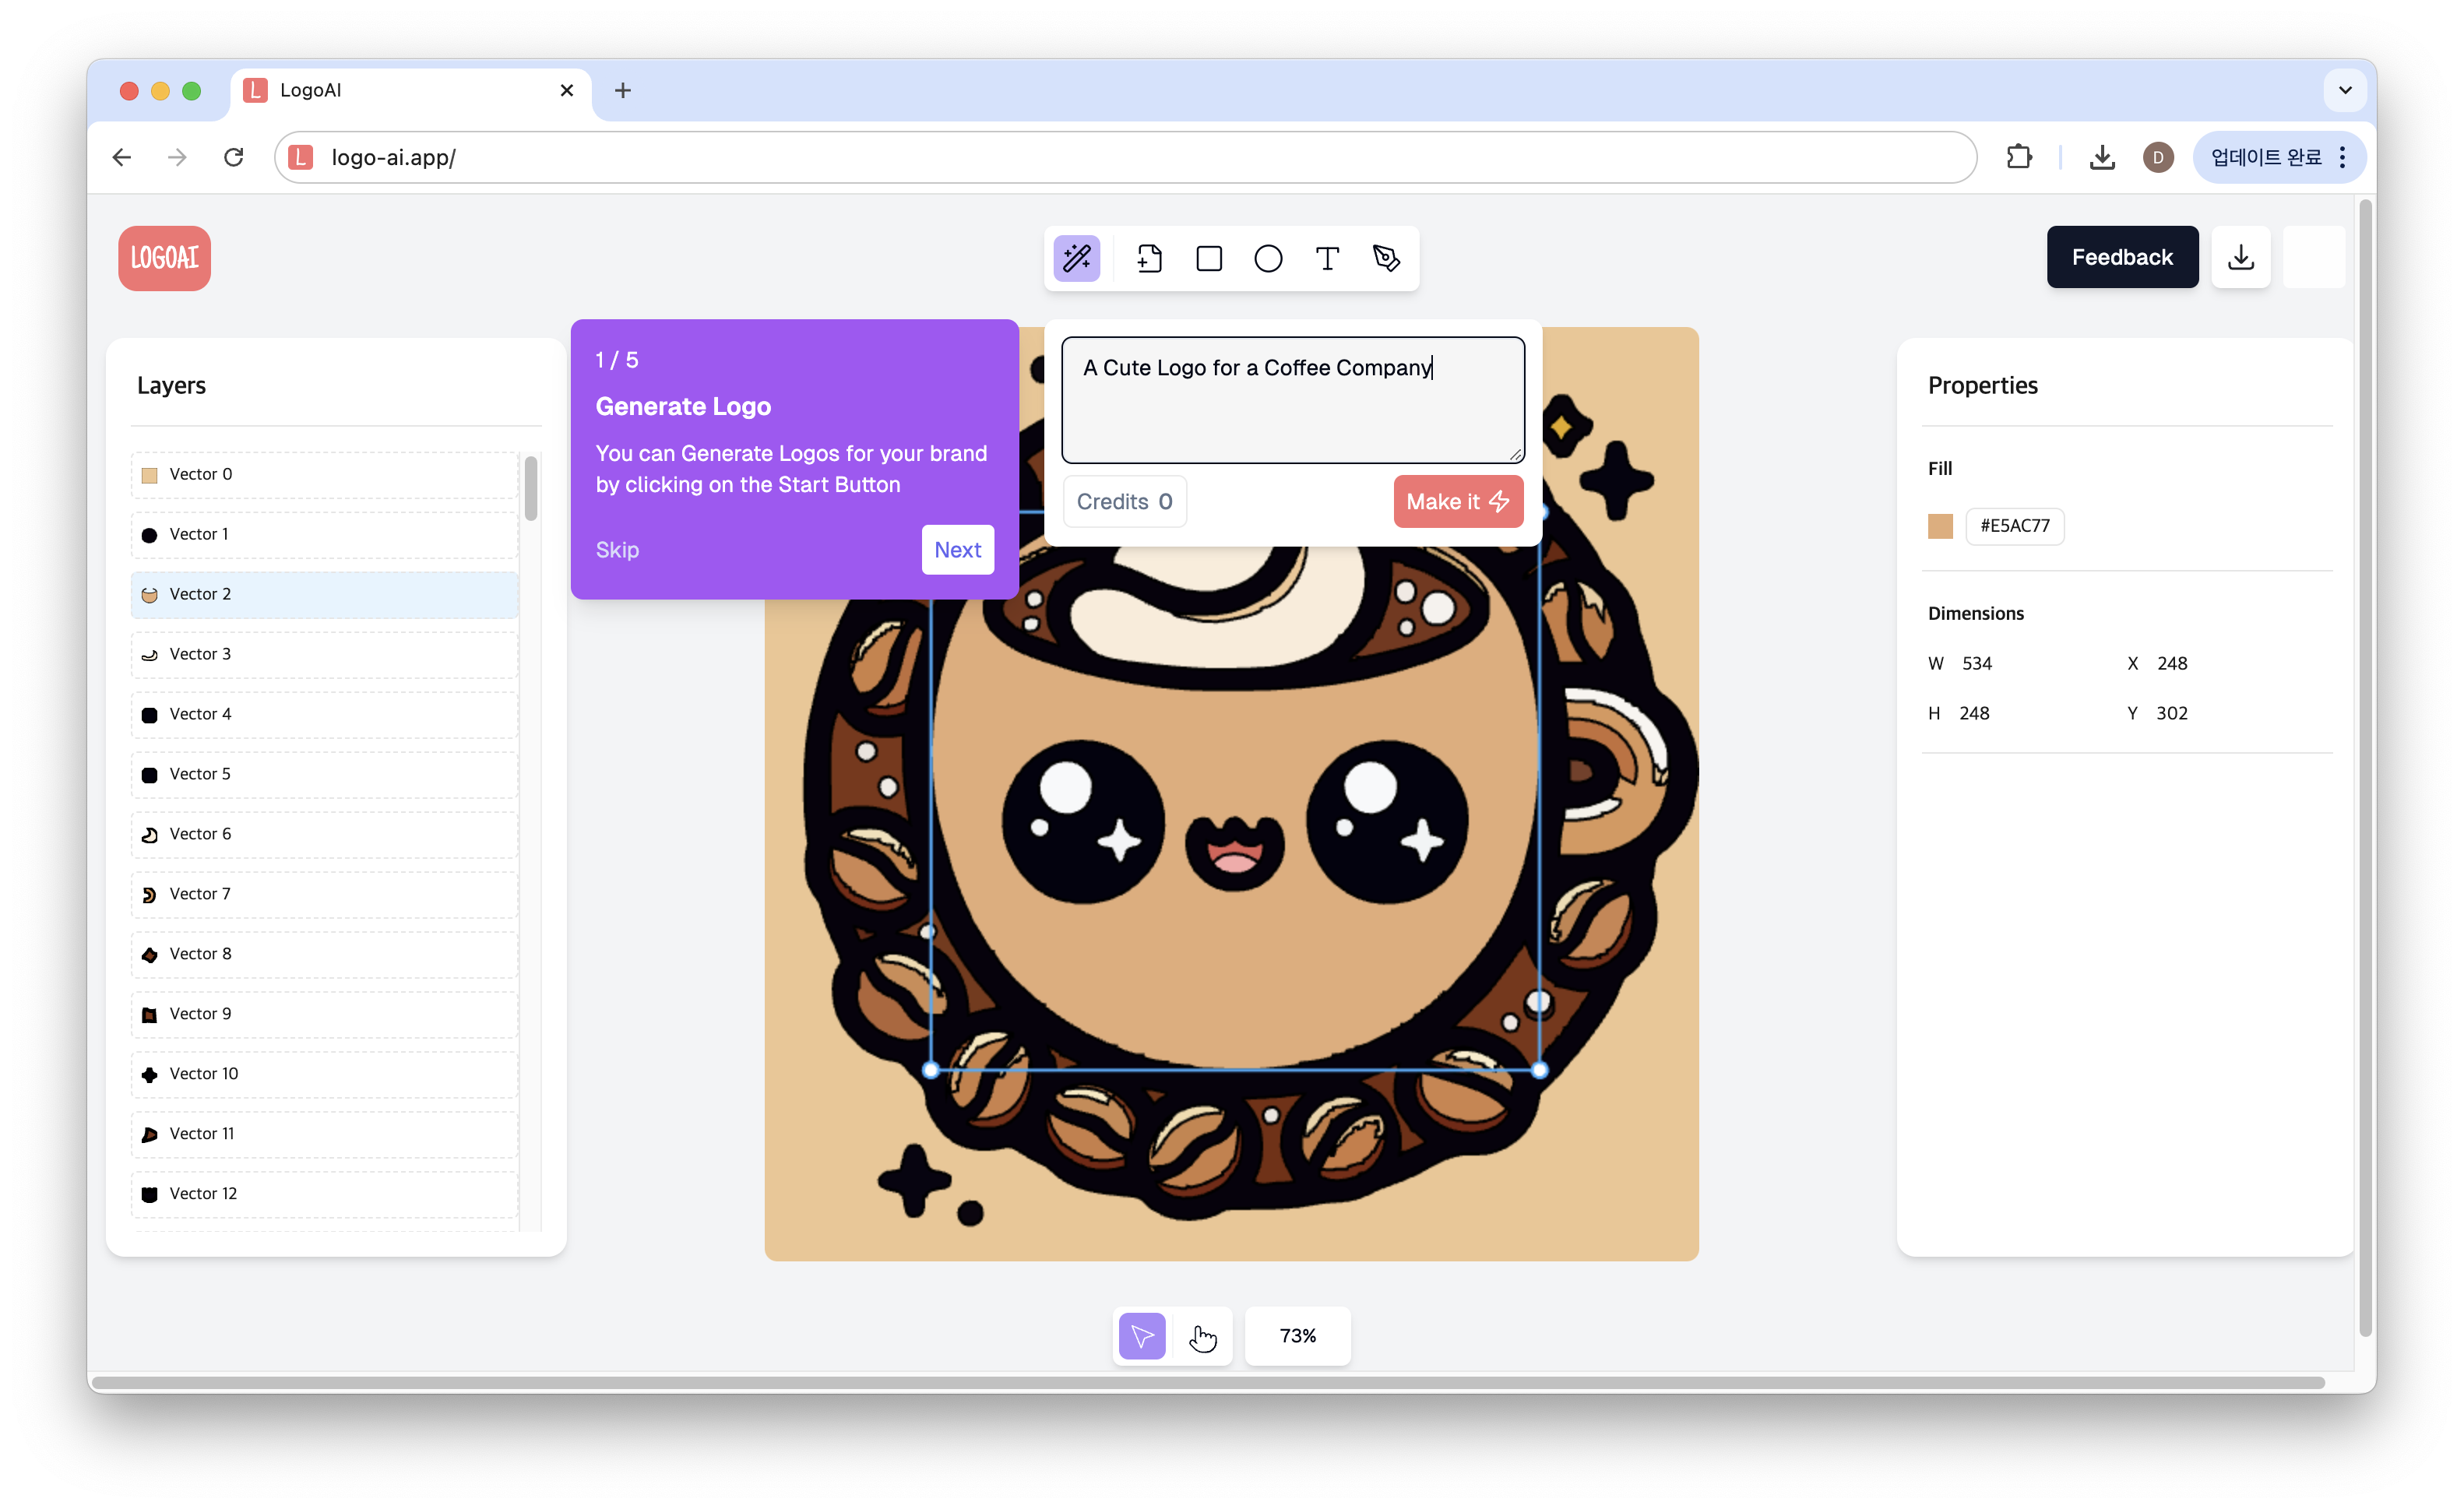 L LogoAI
L logo-ai.app/
D
업데이트 완료
LOGOAI
T
Feedback
Layers
Vector 0
Vector 1
Vector 2
Vector 3
Vector 4
Vector 5
Vector 6
Vector 7
Vector 8
Vector 9
Vector 10
Vector 11
Vector 12
1 / 5
Generate Logo
You can Generate Logos for your brand
by clicking on the Start Button
Skip
Next
A Cute Logo for a Coffee Company
Credits 0
Make it
Properties
Fill
#E5AC77
Dimensions
W 534 X 248
H 248 Y 302
73%